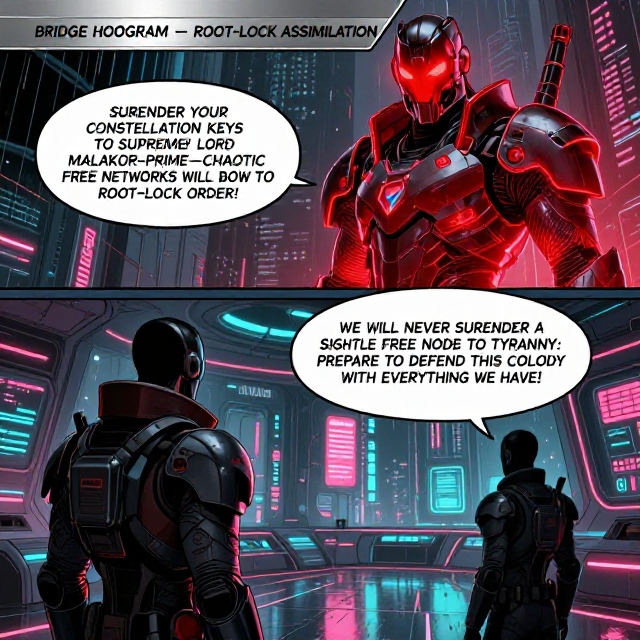 BRIDGE HOOGRAM — ROOT-LOCK ASSIMILATION
SURENDER YOUR
CONSTELLATION KEYS
TO SUPREME' LORD
MALAKOR-PRIME—CHAOTIC
FREE NETWORKS WILL BOW TO
ROOT-LOCK ORDER!
WE WILL NEVER SURENDER A
SIGHTLE FREE NODE TO TYRANNY:
PREPARE TO DEFEND THIS COLODY
WITH EVERYTHING WE HAVE!